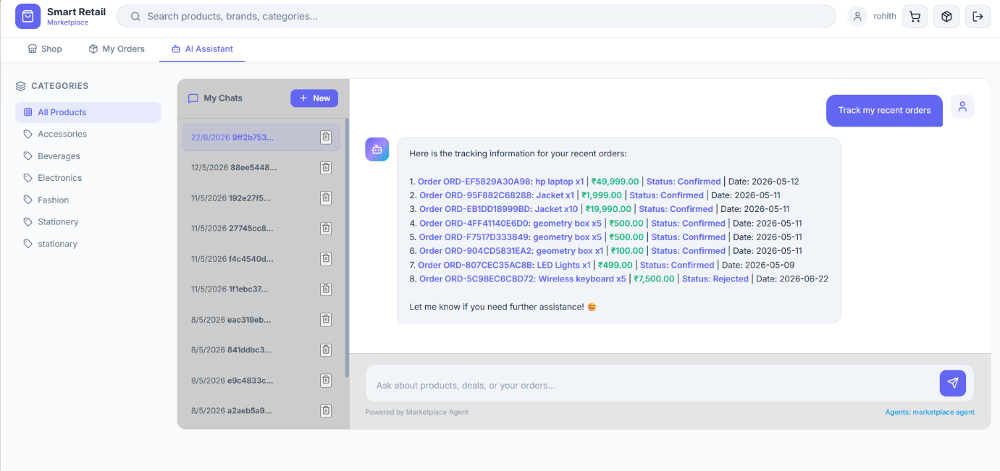 Smart Retail
Marketplace
Search products, brands, categories...
rohith
Shop
My Orders
AI Assistant
CATEGORIES
All Products
Accessories
Beverages
Electronics
Fashion
Stationery
stationary
My Chats
+ New
22/6/2026 9ff2b753...
12/5/2026 88ee5448...
11/5/2026 192e27f5...
11/5/2026 27745cc8...
11/5/2026 f4c4540d...
11/5/2026 1f1ebc37...
8/5/2026 eac319eb...
8/5/2026 841ddbc3...
8/5/2026 e9c4833c...
8/5/2026 a2aeb5a9...
Track my recent orders
Here is the tracking information for your recent orders:
1. Order ORD-EF5829A30A98: hp laptop x1 | ₹49,999.00 | Status: Confirmed | Date: 2026-05-12
2. Order ORD-95F882C68288: Jacket x1 | ₹1,999.00 | Status: Confirmed | Date: 2026-05-11
3. Order ORD-EB1DD18999BD: Jacket x10 | ₹19,990.00 | Status: Confirmed | Date: 2026-05-11
4. Order ORD-4FF41140E6D0: geometry box x5 | ₹500.00 | Status: Confirmed | Date: 2026-05-11
5. Order ORD-F7517D333849: geometry box x5 | ₹500.00 | Status: Confirmed | Date: 2026-05-11
6. Order ORD-904CD5831EA2: geometry box x1 | ₹100.00 | Status: Confirmed | Date: 2026-05-11
7. Order ORD-807CEC35AC8B: LED Lights x1 | ₹499.00 | Status: Confirmed | Date: 2026-05-09
8. Order ORD-5C98EC6CBD72: Wireless keyboard x5 | ₹7,500.00 | Status: Rejected | Date: 2026-06-22
Let me know if you need further assistance! 😊
Ask about products, deals, or your orders...
Powered by Marketplace Agent
Agents: marketplace agent